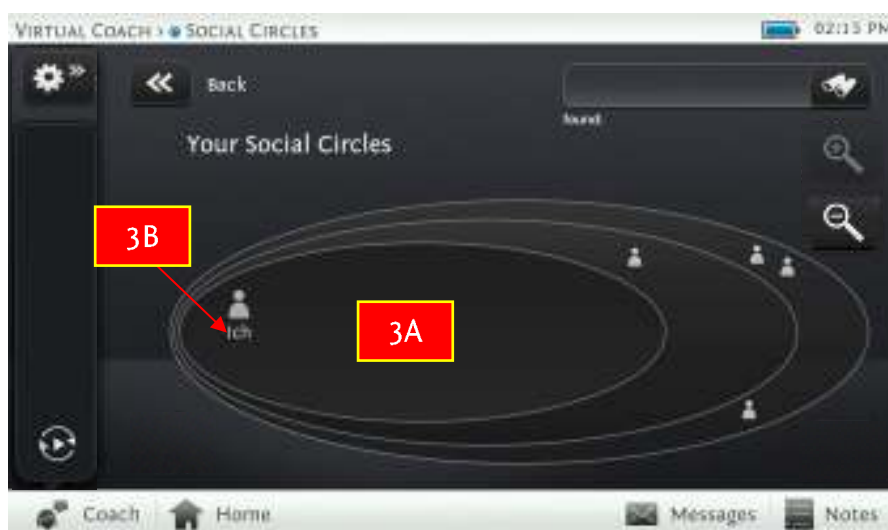 VIRTUAL COACH › SOCIAL CIRCLES 02:15 PM
Back
found
Your Social Circles
3B
Ich
3A
Coach Home Messages Notes